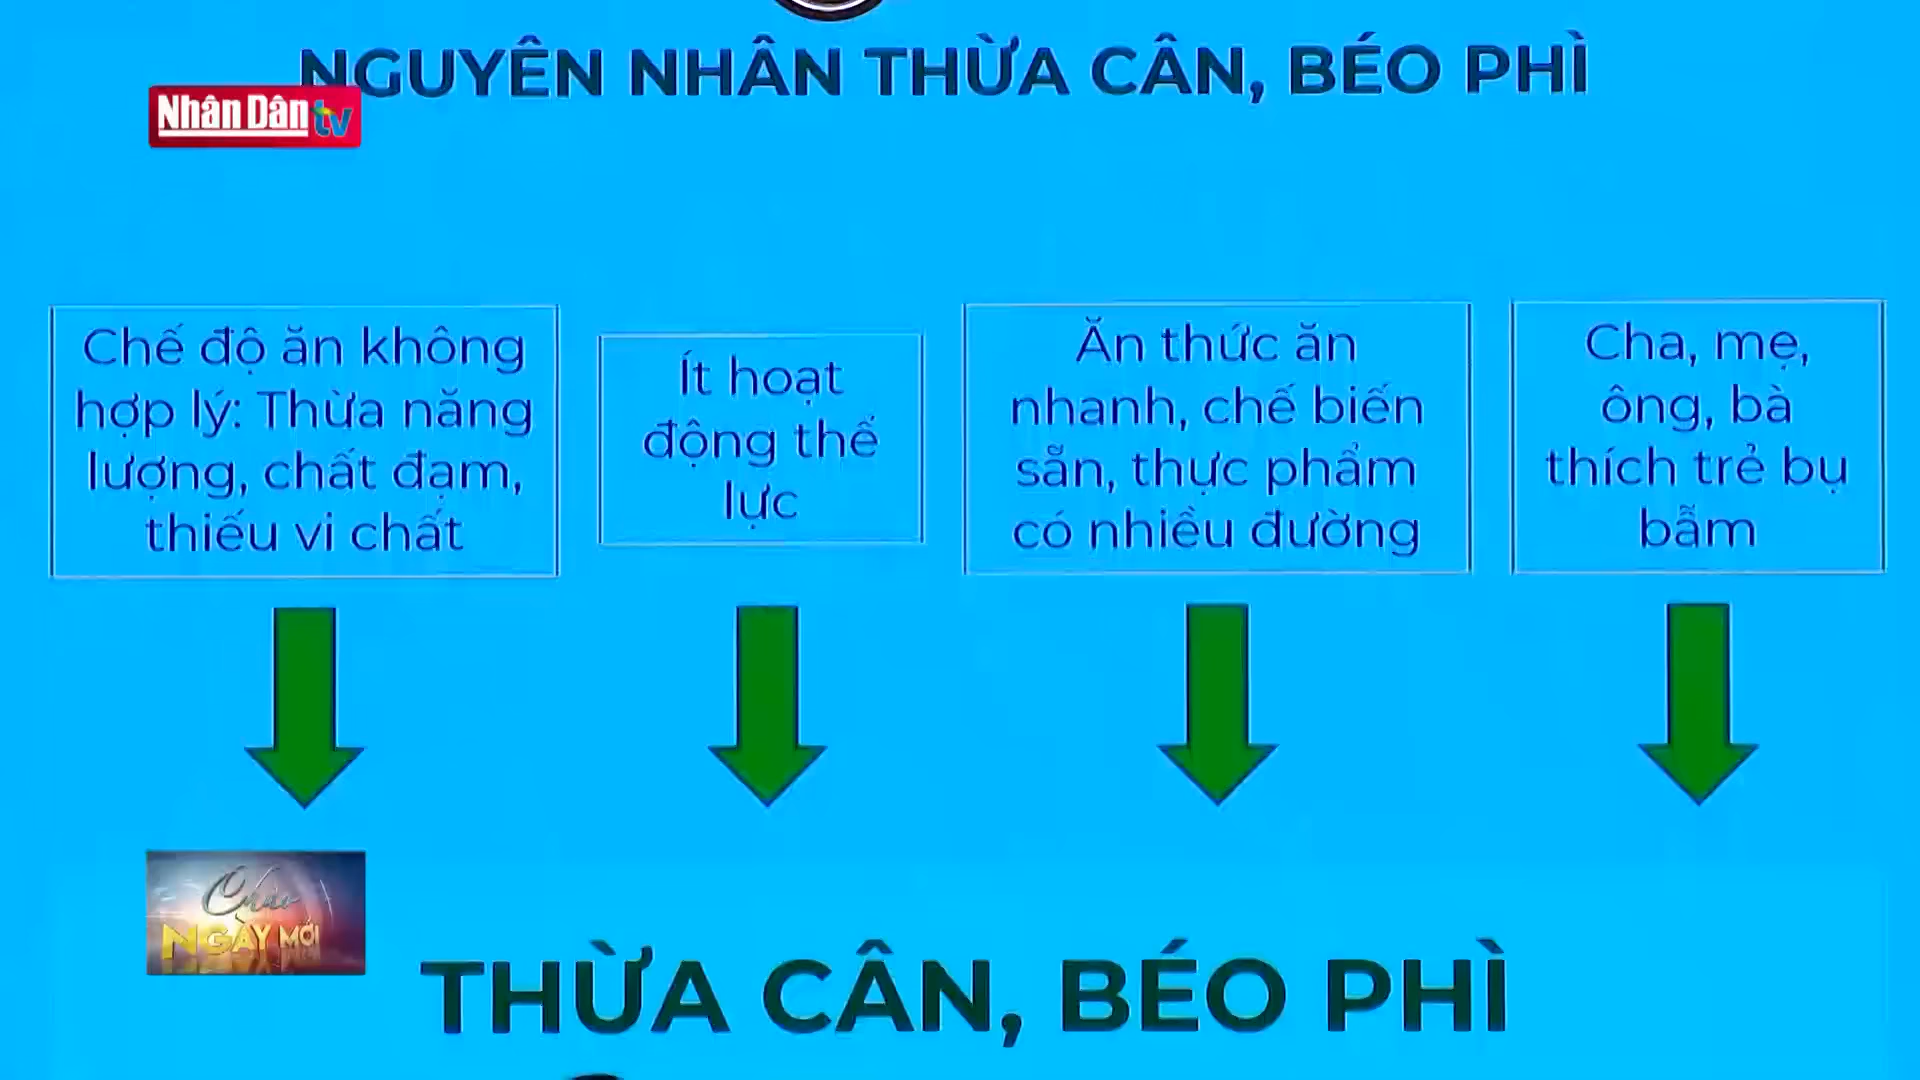 NGUYÊN NHÂN THỪA CÂN, BÉO PHÌ
Nhân Dân tv
Chế độ ăn không
hợp lý: Thừa năng
lượng, chất đạm,
thiếu vi chất
Ít hoạt
động thể
lực
Ăn thức ăn
nhanh, chế biến
sẵn, thực phẩm
có nhiều đường
Cha, mẹ,
ông, bà
thích trẻ bụ
bẫm
Chào
NGÀY MỚI
THỪA CÂN, BÉO PHÌ